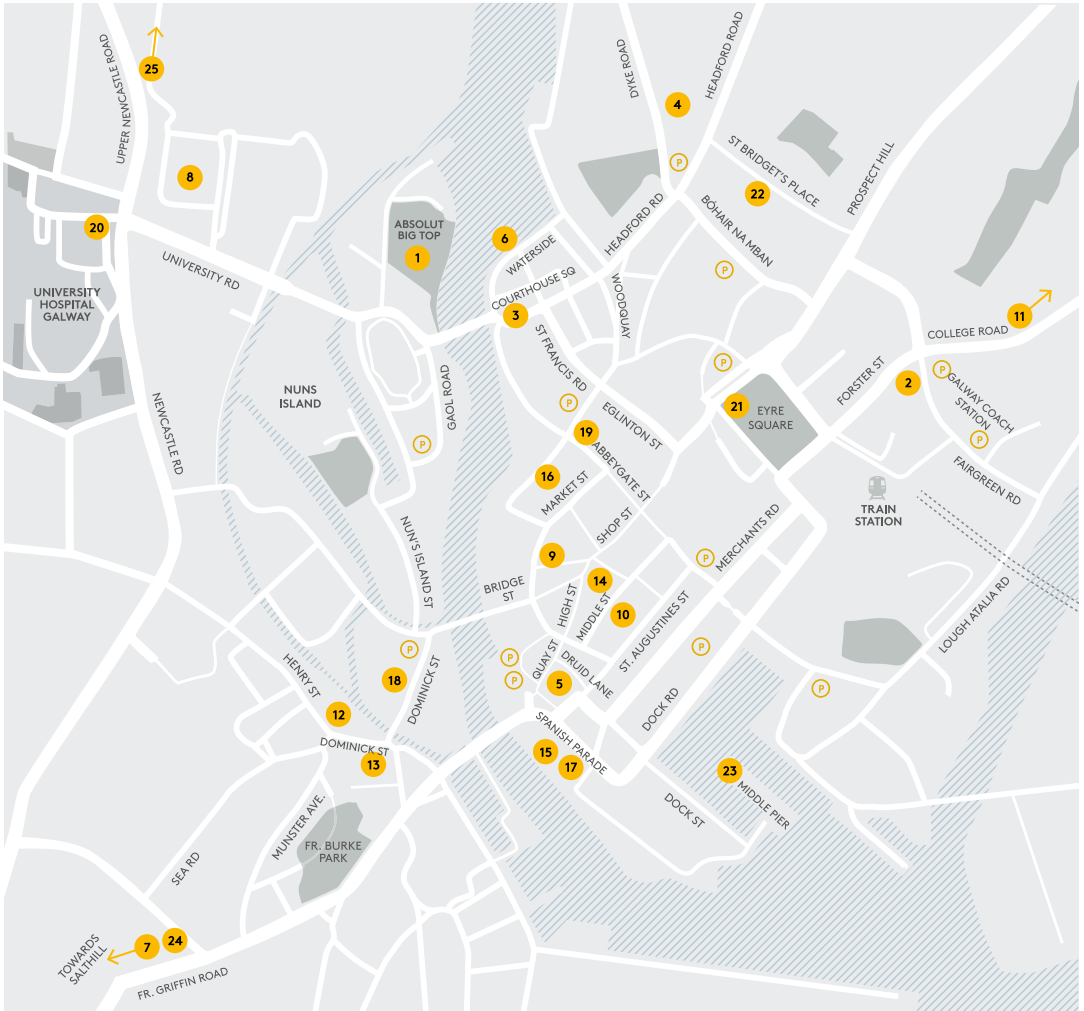 25
UPPER NEWCASTLE ROAD
8
20
UNIVERSITY RD
UNIVERSITY
HOSPITAL
GALWAY
ABSOLUT
BIG TOP
1
6
WATERSIDE
COURTHOUSE SQ
3
DYKE ROAD
4
HEADFORD ROAD
P
ST BRIDGET'S PLACE
22
PROSPECT HILL
HEADFORD RD
BÓHAIR NA MBAN
P
WOODQUAY
11
COLLEGE ROAD
ST FRANCIS RD
P
FORSTER ST
2
P
GALWAY COACH
STATION
P
FAIRGREEN RD
NUNS
ISLAND
GAOL ROAD
P
NEWCASTLE RD
P
EGLINTON ST
21
EYRE
SQUARE
19
ABBEYGATE ST
16
MARKET ST
SHOP ST
TRAIN
STATION
MERCHANTS RD
P
NUN'S ISLAND ST
BRIDGE
ST
9
14
HIGH ST
MIDDLE ST
10
ST. AUGUSTINES ST
LOUGH ATALIA RD
P
18
DOMINICK ST
HENRY ST
12
DOMINICK ST
13
P
P
QUAY ST
DRUID LANE
5
P
DOCK RD
P
SPANISH PARADE
15
17
23
MIDDLE PIER
DOCK ST
MUNSTER AVE.
FR. BURKE
PARK
SEA RD
TOWARDS
SALTHILL
7
24
FR. GRIFFIN ROAD